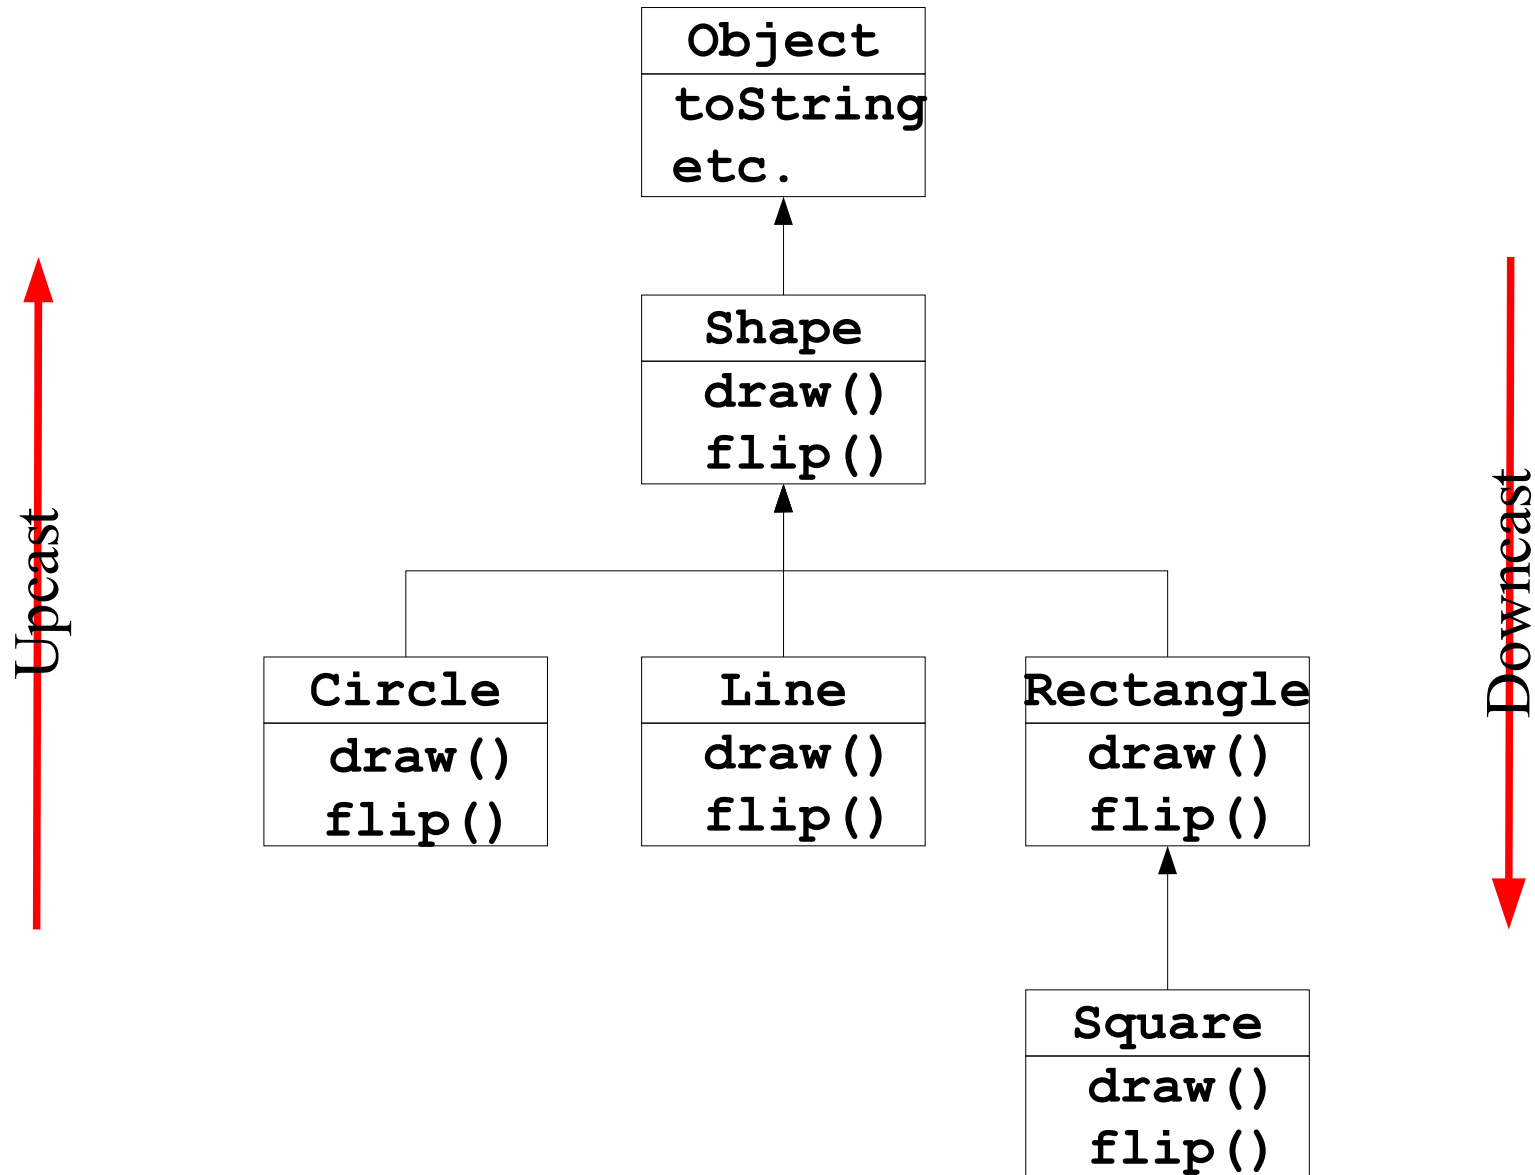 Object
toString
etc.
Shape
draw()
flip()
Upcast
Downcast
Circle
draw()
flip()
Line
draw()
flip()
Rectangle
draw()
flip()
Square
draw()
flip()